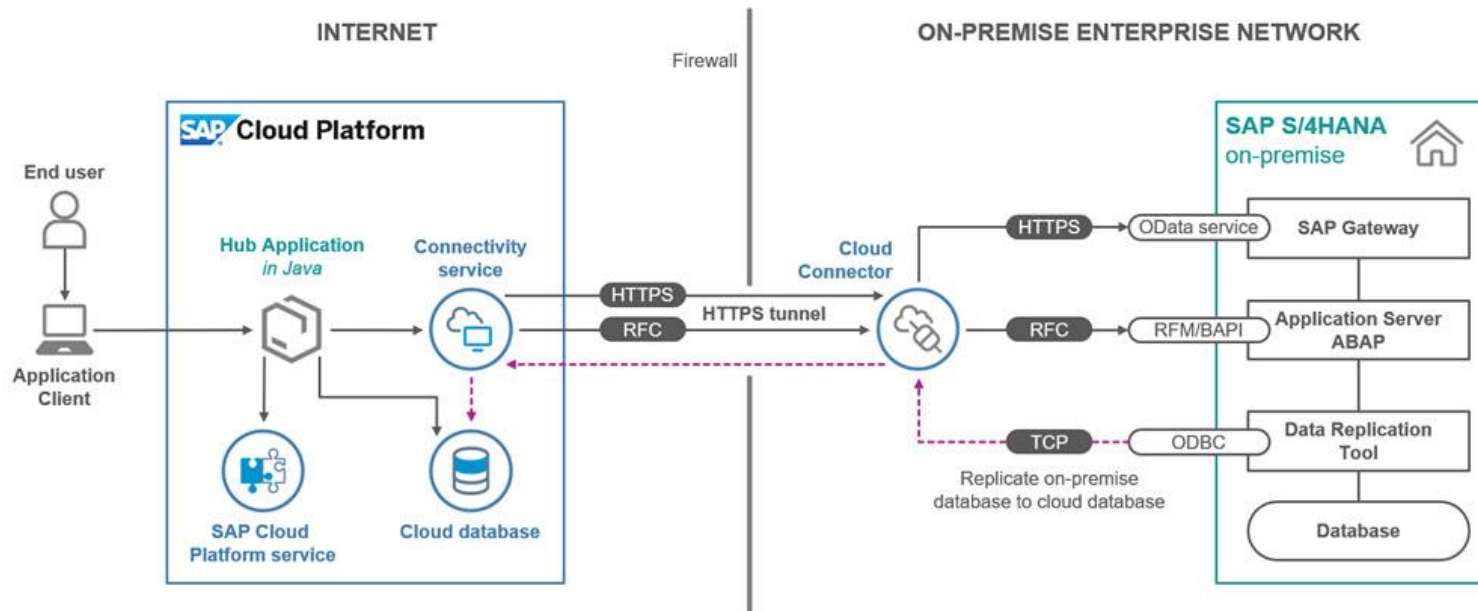 INTERNET
ON-PREMISE ENTERPRISE NETWORK
Firewall
SAP Cloud Platform
SAP S/4HANA
on-premise
End user
Application
Client
Hub Application
in Java
Connectivity
service
HTTPS
RFC
HTTPS tunnel
Cloud
Connector
HTTPS
OData service
SAP Gateway
RFC
RFM/BAPI
Application Server
ABAP
TCP
ODBC
Data Replication
Tool
Replicate on-premise
database to cloud database
Database
SAP Cloud
Platform service
Cloud database